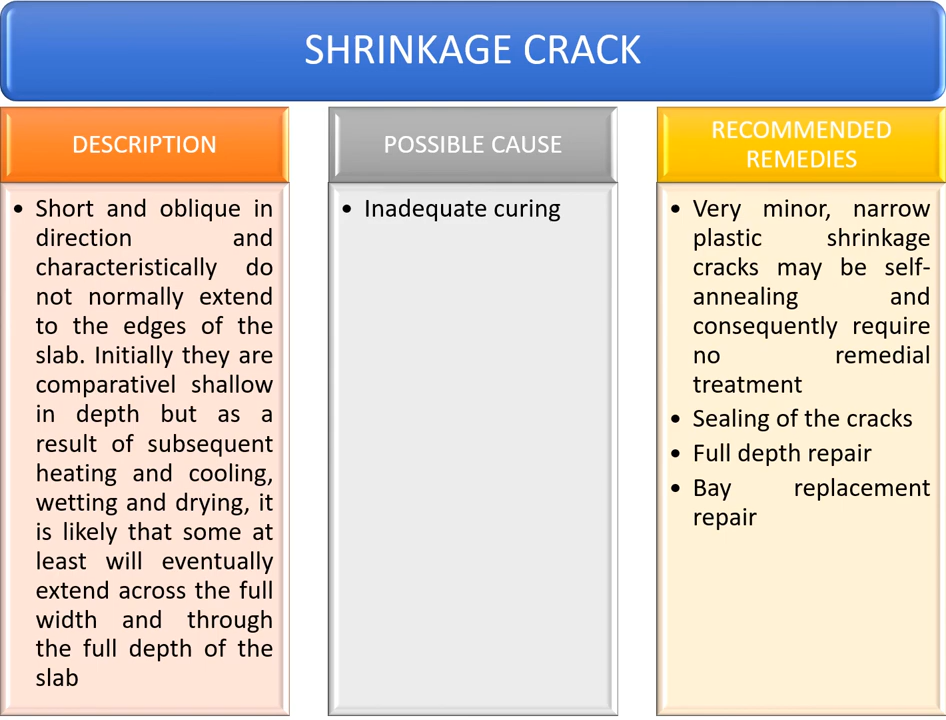 SHRINKAGE CRACK
DESCRIPTION
• Short and oblique in
direction and
characteristically do
not normally extend
to the edges of the
slab. Initially they are
comparativel shallow
in depth but as a
result of subsequent
heating and cooling,
wetting and drying, it
is likely that some at
least will eventually
extend across the full
width and through
the full depth of the
slab
POSSIBLE CAUSE
• Inadequate curing
RECOMMENDED
REMEDIES
• Very minor, narrow
plastic shrinkage
cracks may be self-
annealing and
consequently require
no remedial
treatment
• Sealing of the cracks
• Full depth repair
• Bay replacement
repair